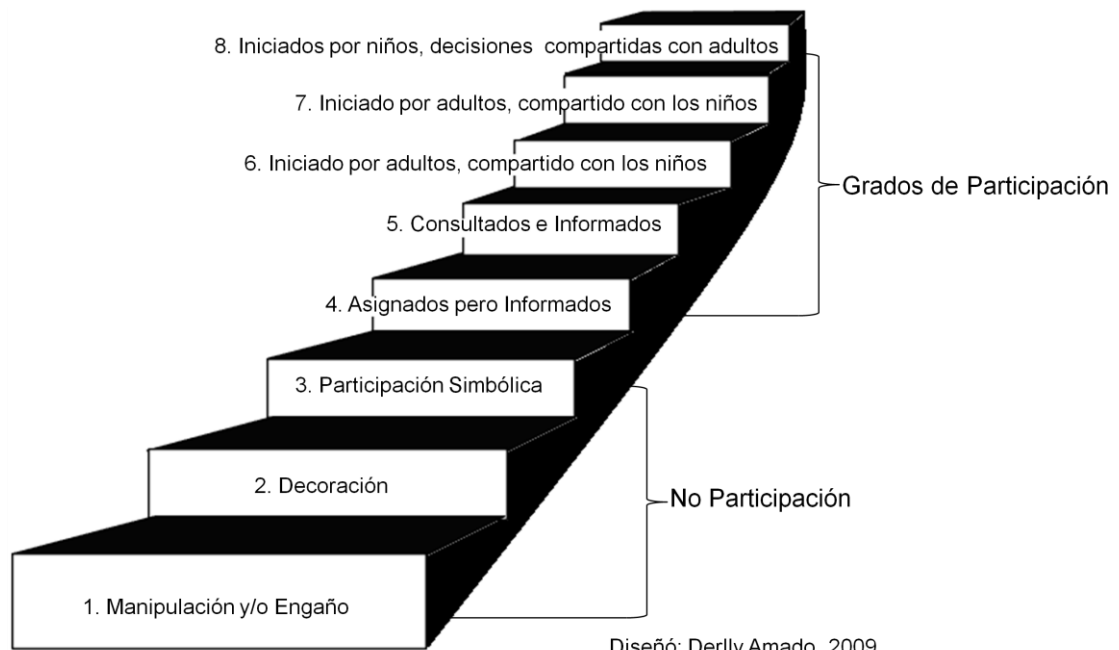 8. Iniciados por niños, decisiones compartidas con adultos
7. Iniciado por adultos, compartido con los niños
6. Iniciado por adultos, compartido con los niños
Grados de Participación
5. Consultados e Informados
4. Asignados pero Informados
3. Participación Simbólica
2. Decoración
No Participación
1. Manipulación y/o Engaño
Diseñó: Derlly Amado, 2009